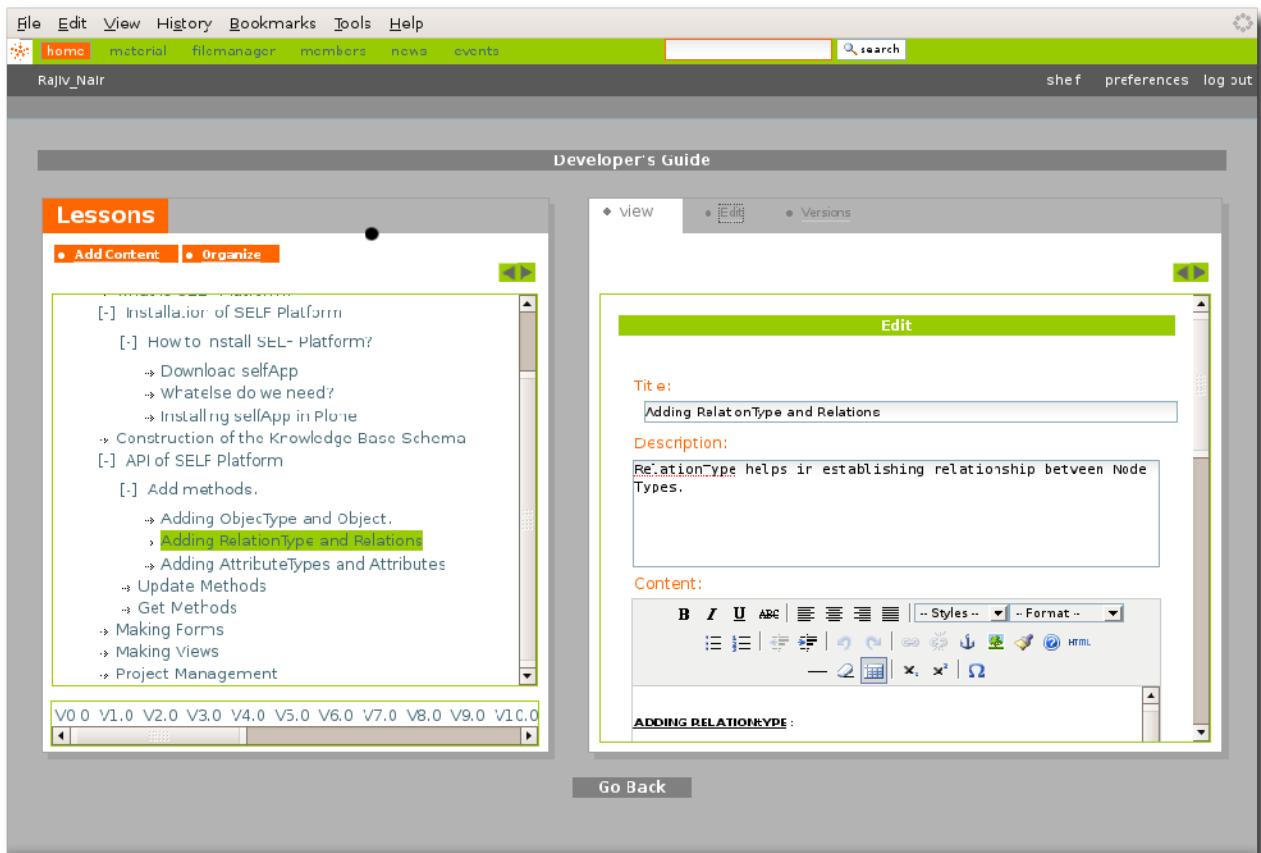 File Edit View History Bookmarks Tools Help
home material filemanager members news events search
Rajiv_Nair shelf preferences log out
Developer's Guide
Lessons
Add Content Organize
[-] Installation of SELF Platform
[-] How to install SELF Platform?
Download selfApp
Whatelse do we need?
Installing selfApp in Plone
Construction of the Knowledge Base Schema
[-] API of SELF Platform
[-] Add methods.
Adding ObjecType and Object.
Adding RelationType and Relations
Adding AttributeTypes and Attributes
Update Methods
Get Methods
Making Forms
Making Views
Project Management
V0.0 V1.0 V2.0 V3.0 V4.0 V5.0 V6.0 V7.0 V8.0 V9.0 V10.0
view Edit Versions
Edit
Title:
Adding RelationType and Relations
Description:
RelationType helps in establishing relationship between Node
Types.
Content:
B I U ABC -- Styles -- -- Format --
HTML
x₂ x² Ω
ADDING RELATIONtYPE :
Go Back